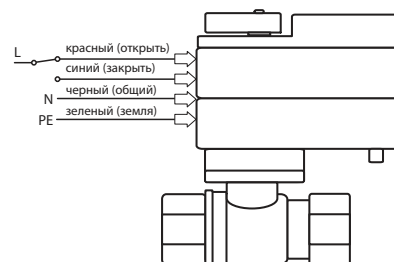 L
красный (открыть)
синий (закрыть)
N черный (общий)
PE зеленый (земля)